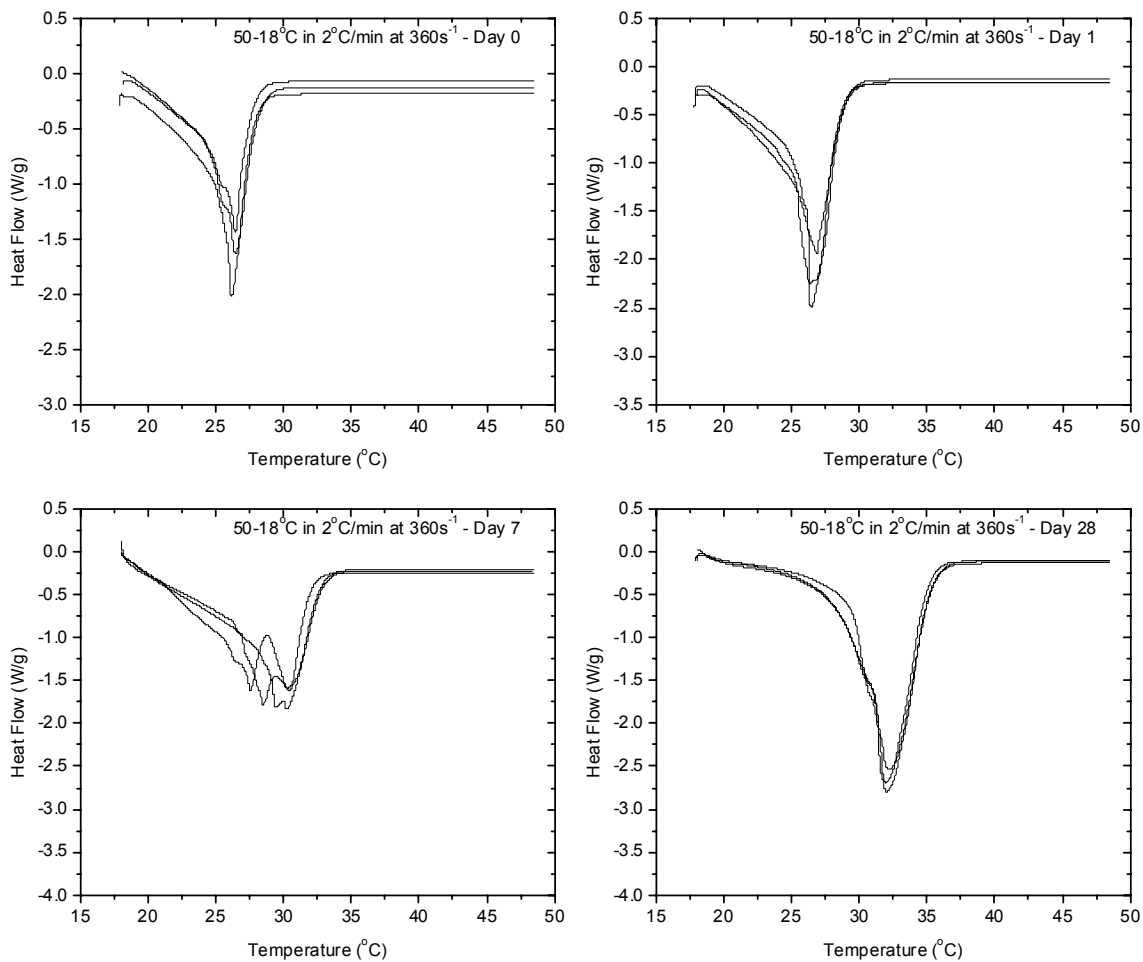 50-18°C in 2°C/min at 360s⁻¹ - Day 0
0.5
0.0
-0.5
-1.0
-1.5
-2.0
-2.5
-3.0
Heat Flow (W/g)
15 20 25 30 35 40 45 50
Temperature (°C)
50-18°C in 2°C/min at 360s⁻¹ - Day 1
0.5
0.0
-0.5
-1.0
-1.5
-2.0
-2.5
-3.0
-3.5
Heat Flow (W/g)
15 20 25 30 35 40 45 50
Temperature (°C)
50-18°C in 2°C/min at 360s⁻¹ - Day 7
0.5
0.0
-0.5
-1.0
-1.5
-2.0
-2.5
-3.0
-3.5
-4.0
Heat Flow (W/g)
15 20 25 30 35 40 45 50
Temperature (°C)
50-18°C in 2°C/min at 360s⁻¹ - Day 28
0.5
0.0
-0.5
-1.0
-1.5
-2.0
-2.5
-3.0
-3.5
-4.0
Heat Flow (W/g)
15 20 25 30 35 40 45 50
Temperature (°C)